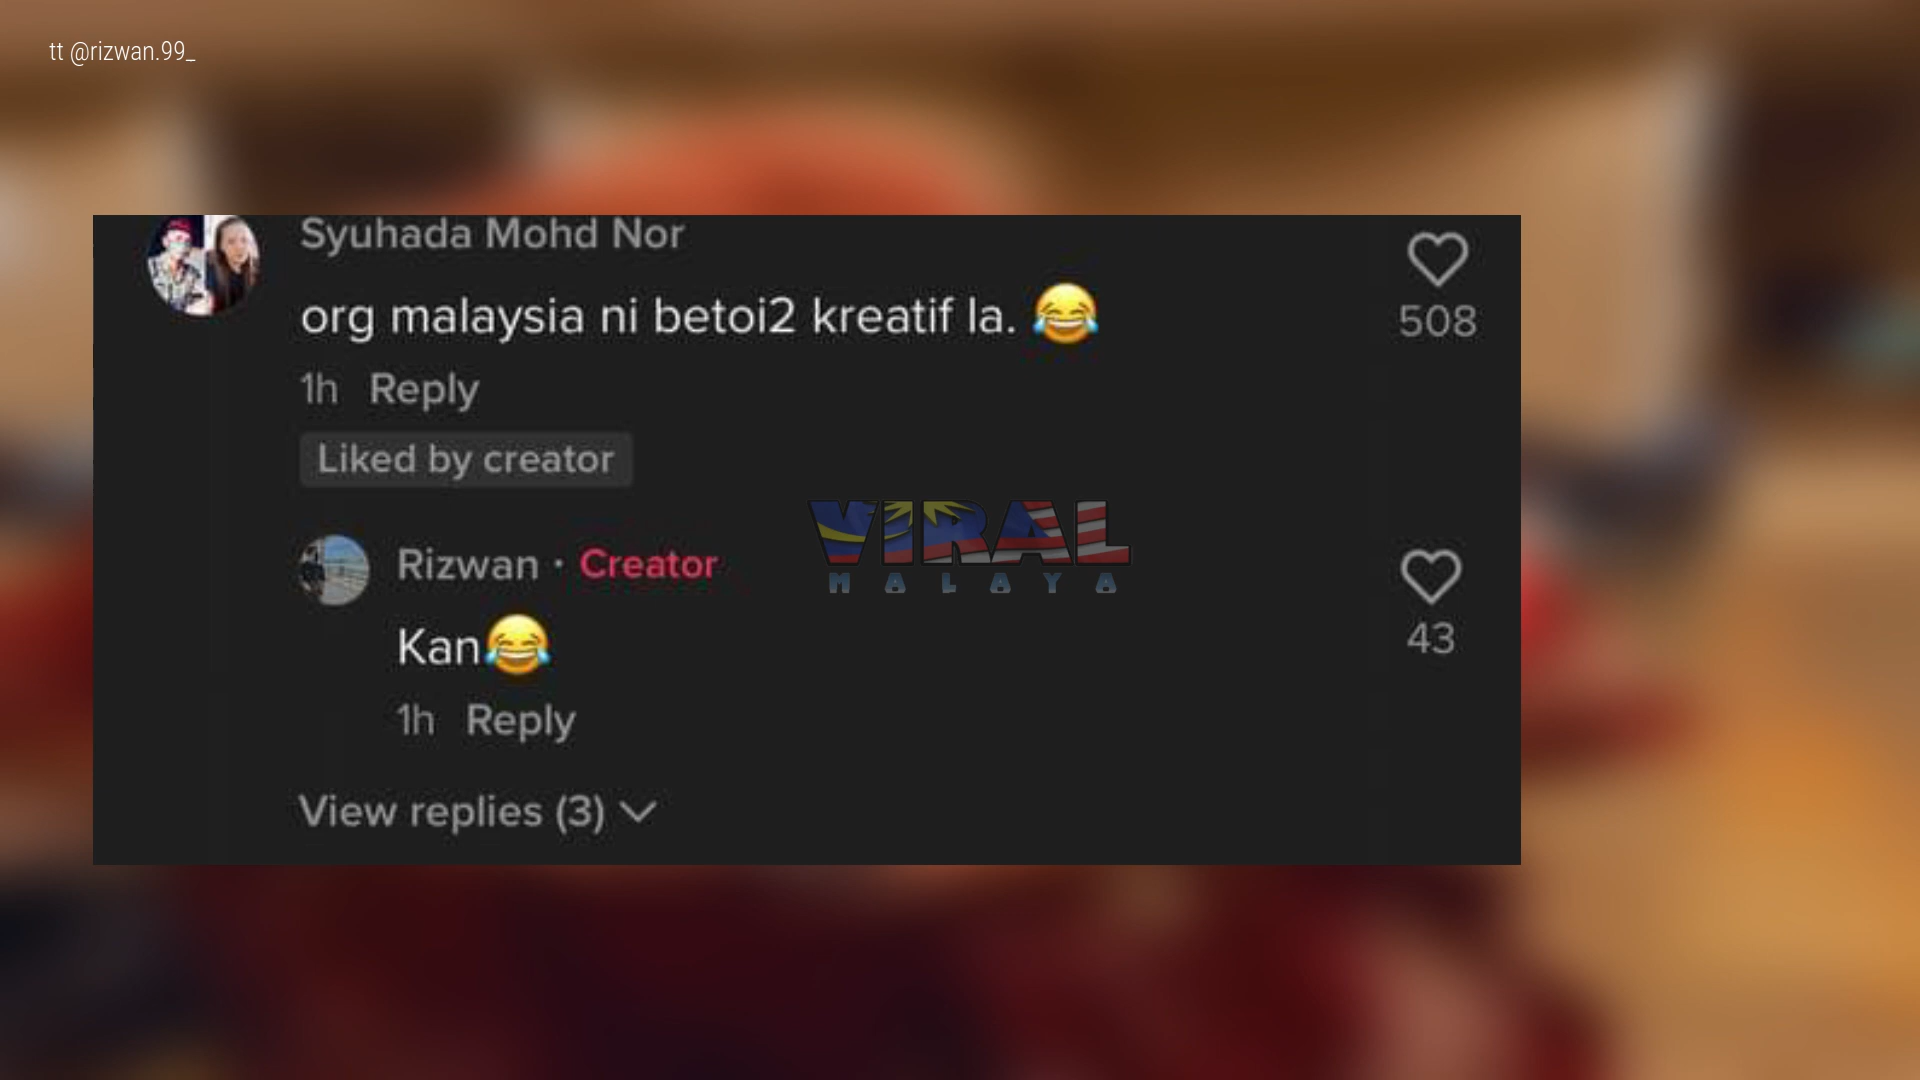 tt @rizwan.99_
Syuhada Mohd Nor
org malaysia ni betoi2 kreatif la. 😂
508
1h Reply
Liked by creator
VIRAL
MALAYA
Rizwan · Creator
Kan😂
43
1h Reply
View replies (3)